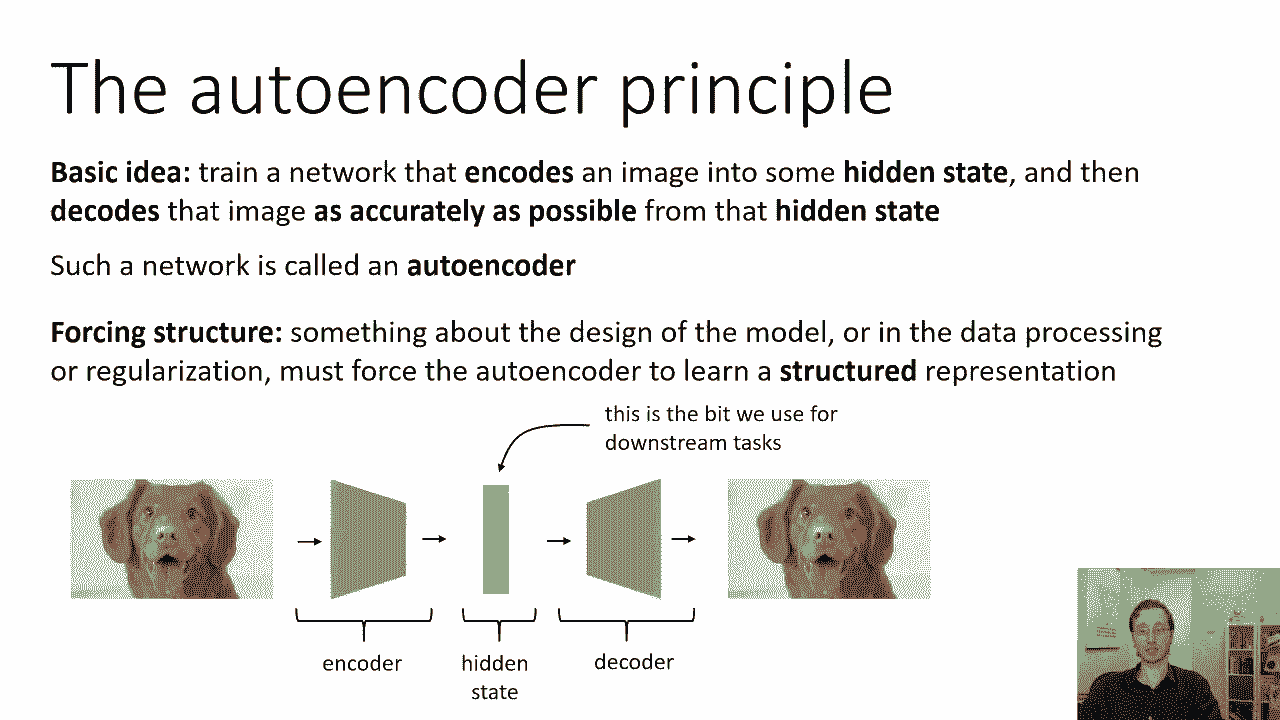 The autoencoder principle
Basic idea: train a network that encodes an image into some hidden state, and then
decodes that image as accurately as possible from that hidden state
Such a network is called an autoencoder
Forcing structure: something about the design of the model, or in the data processing
or regularization, must force the autoencoder to learn a structured representation
this is the bit we use for
downstream tasks
encoder
hidden
state
decoder